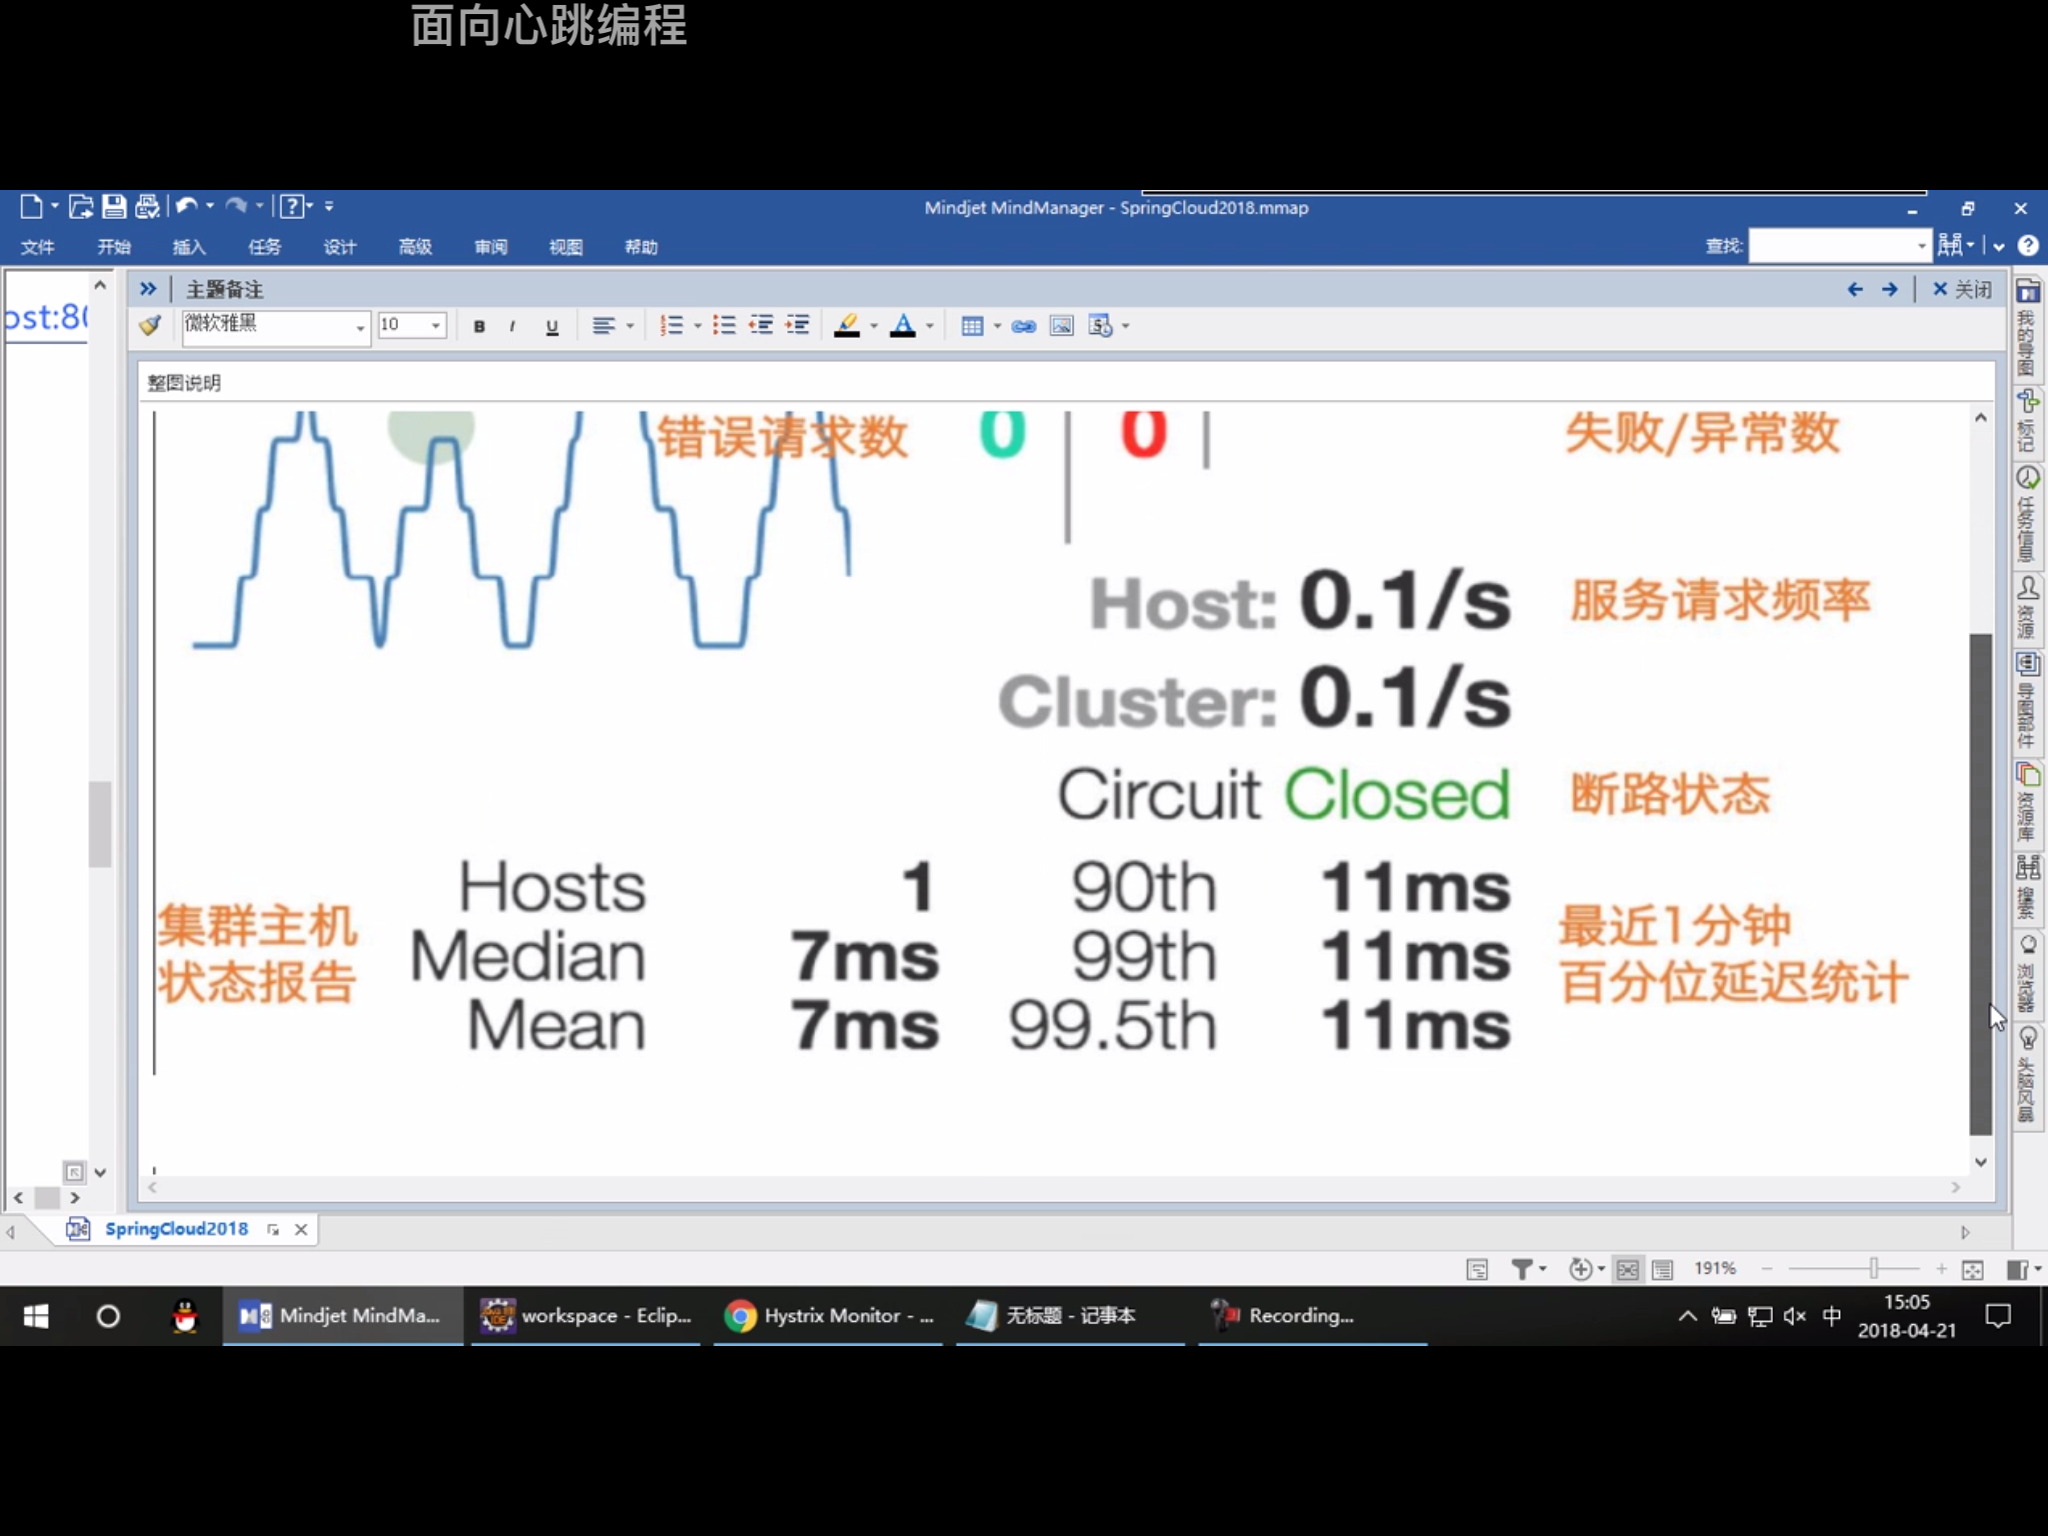 面向心跳编程
Mindjet MindManager - SpringCloud2018.mmap
文件 开始 插入 任务 设计 高级 审阅 视图 帮助
查找:
主题备注
关闭
微软雅黑 10 B I U
整图说明
错误请求数 0 0 失败/异常数
Host: 0.1/s 服务请求频率
Cluster: 0.1/s
Circuit Closed 断路状态
集群主机
状态报告
Hosts 1 90th 11ms
Median 7ms 99th 11ms
Mean 7ms 99.5th 11ms
最近1分钟
百分位延迟统计
我的导图
标记
任务信息
资源
导图部件
资源库
搜索
浏览器
头脑风暴
SpringCloud2018
191%
Mindjet MindMa...
workspace - Eclip...
Hystrix Monitor - ...
无标题 - 记事本
Recording...
中
15:05
2018-04-21